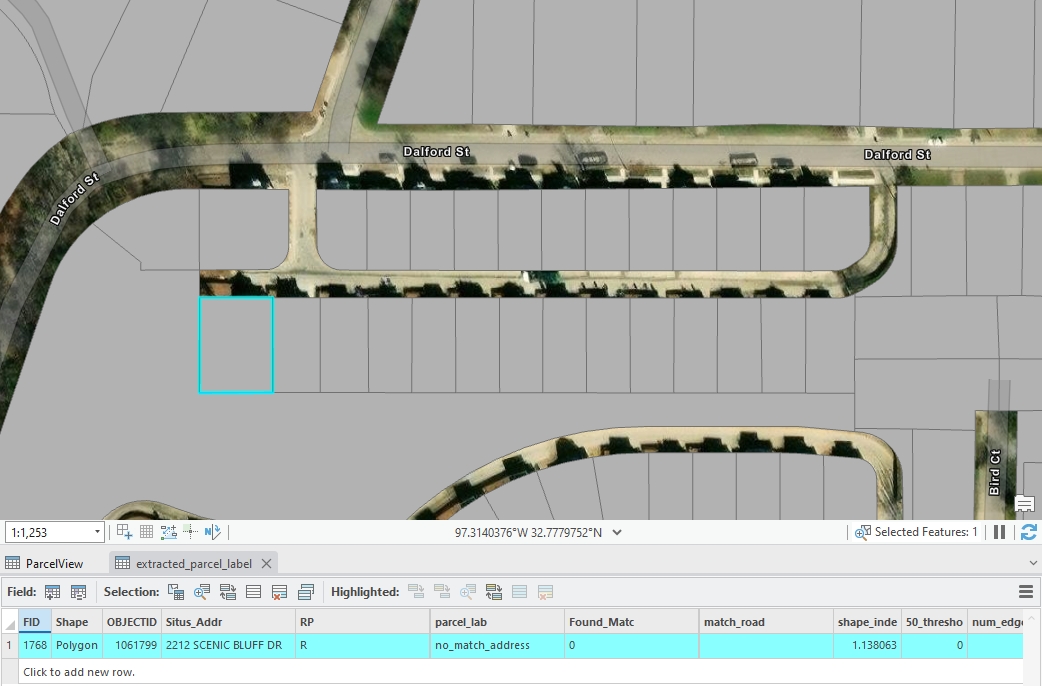 Dalford St
Dalford St
Dalford St
Bird Ct
1:1,253
97.3140376°W 32.7779752°N
Selected Features: 1
ParcelView
extracted_parcel_label
Field:
Selection:
Highlighted:
FID Shape OBJECTID Situs_Addr RP parcel_lab Found_Matc match_road shape_inde 50_thresho num_edge
1 1768 Polygon 1061799 2212 SCENIC BLUFF DR R no_match_address 0 1.138063 0
Click to add new row.